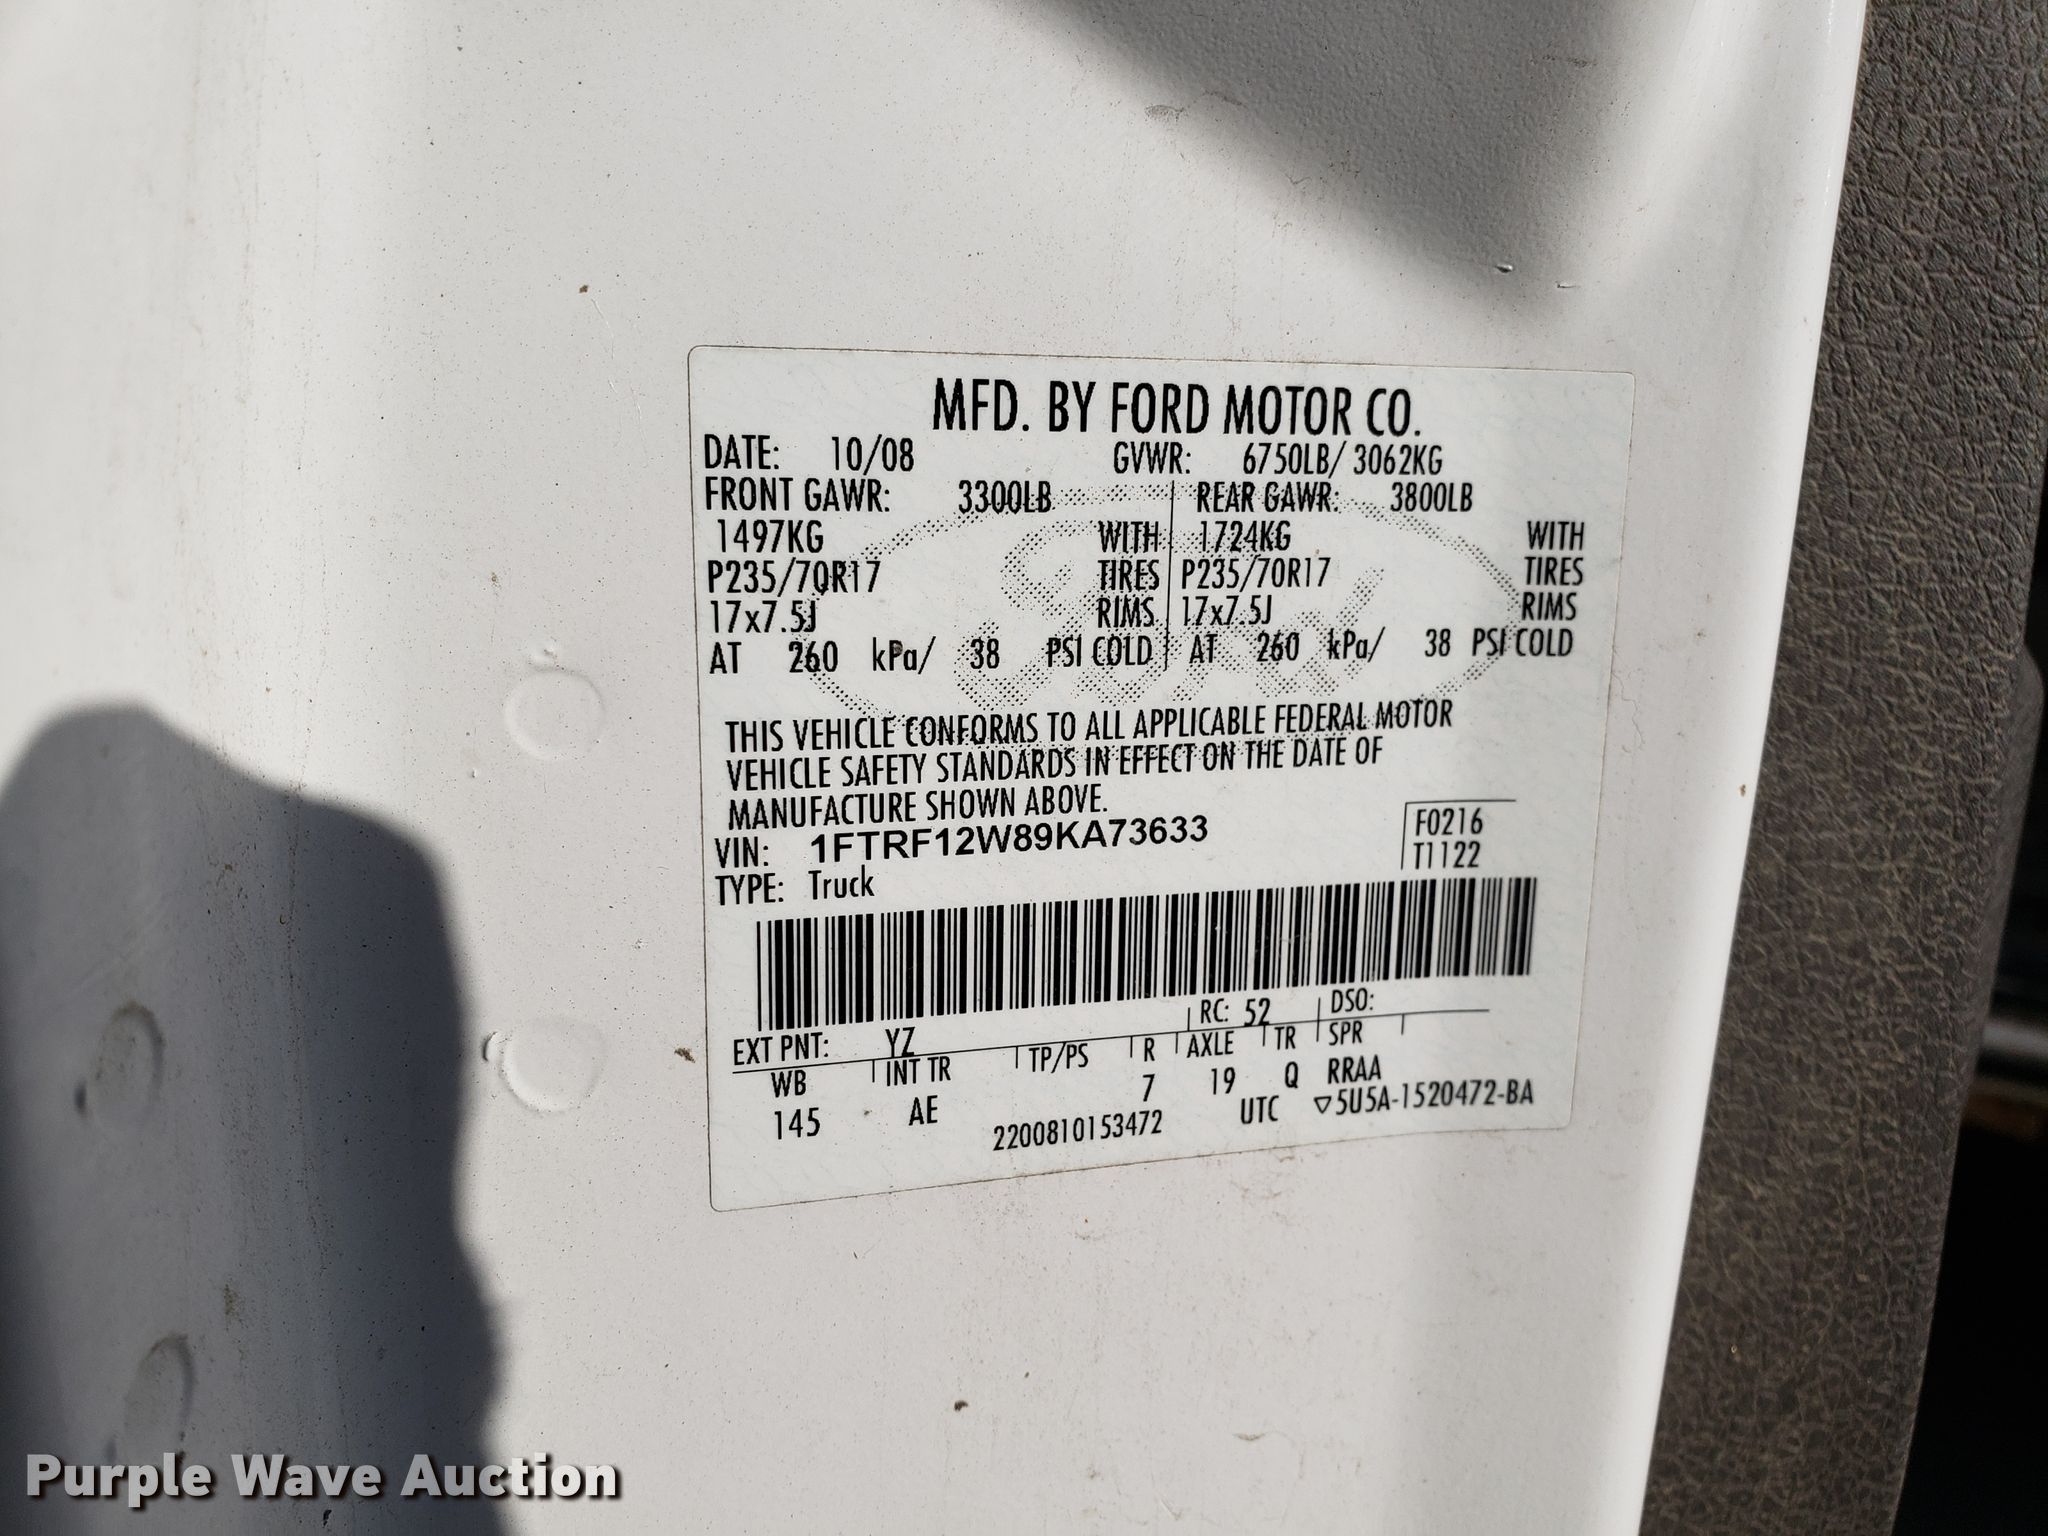 MFD. BY FORD MOTOR CO.
DATE: 10/08 GVWR: 6750LB/ 3062KG
FRONT GAWR: 3300LB REAR GAWR: 3800LB
1497KG WITH 1724KG WITH
P235/70R17 TIRES P235/70R17 TIRES
17x7.5J RIMS 17x7.5J RIMS
AT 260 kPa/ 38 PSI COLD AT 260 kPa/ 38 PSI COLD
Ford
THIS VEHICLE CONFORMS TO ALL APPLICABLE FEDERAL MOTOR
VEHICLE SAFETY STANDARDS IN EFFECT ON THE DATE OF
MANUFACTURE SHOWN ABOVE.
VIN: 1FTRF12W89KA73633 F0216
TYPE: Truck T1122
RC: 52 DSO:
EXT PNT: YZ
WB INT TR TP/PS R AXLE TR SPR
145 AE 7 19 Q RRAA
2200810153472 UTC ▽5U5A-1520472-BA
Purple Wave Auction